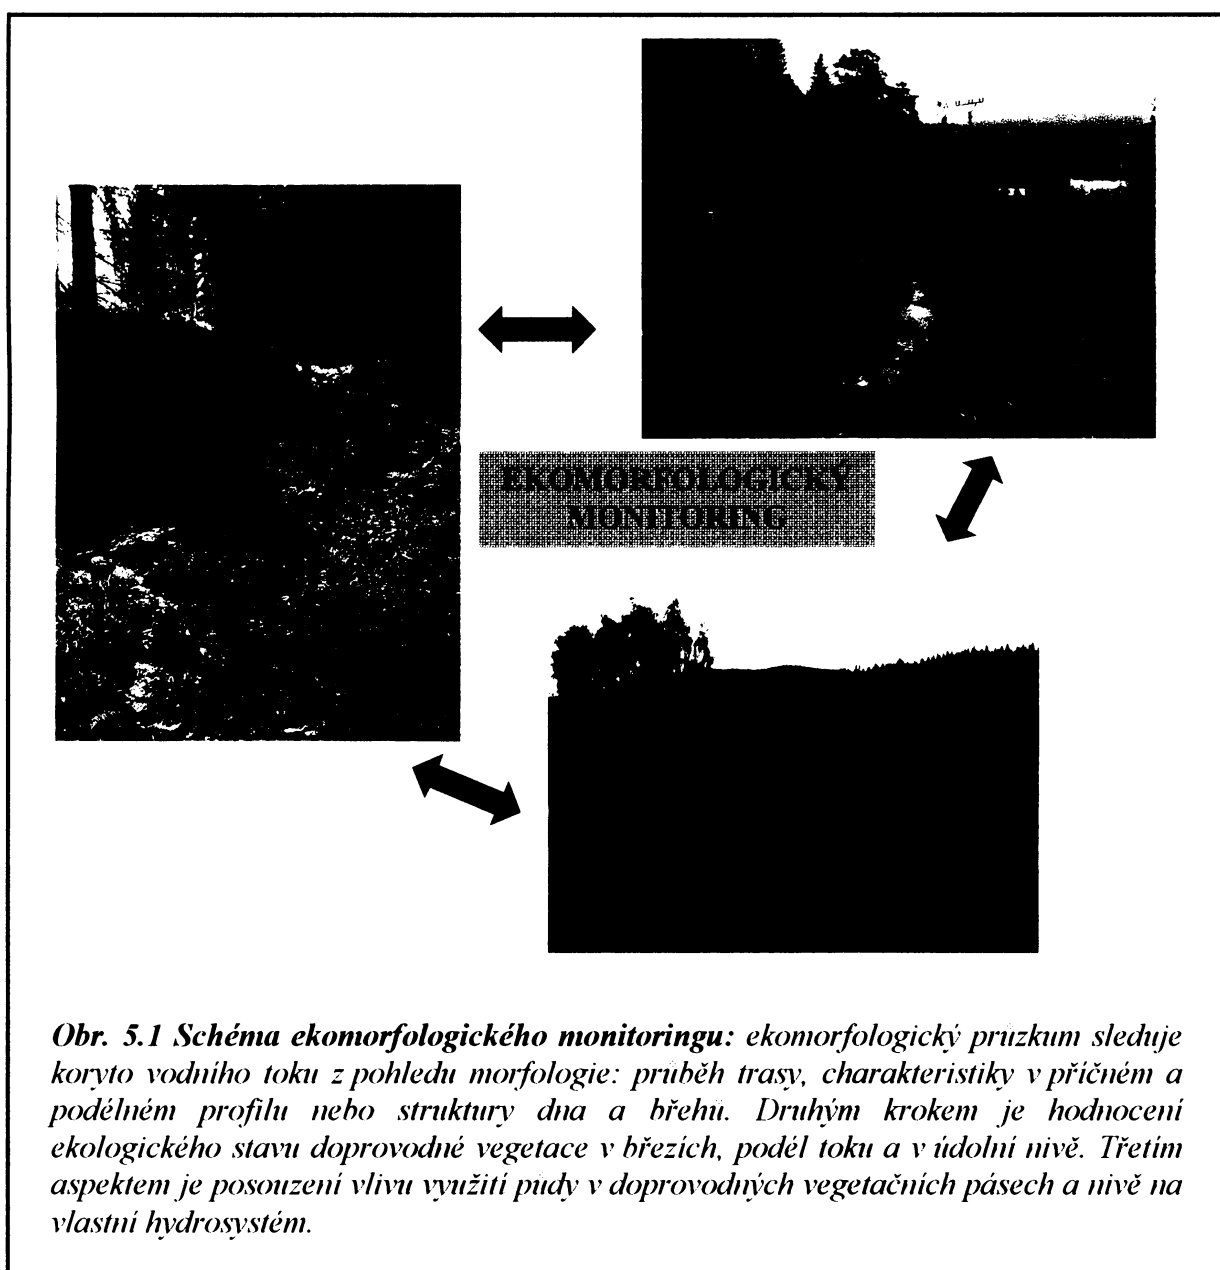 EKOMORFOLOGICKÝ
MONITORING
Obr. 5.1 Schéma ekomorfologického monitoringu: ekomorfologický průzkum sleduje
koryto vodního toku z pohledu morfologie: průběh trasy, charakteristiky v příčném a
podélném profilu nebo struktury dna a břehů. Druhým krokem je hodnocení
ekologického stavu doprovodné vegetace v březích, podél toku a v údolní nivě. Třetím
aspektem je posouzení vlivu využití půdy v doprovodných vegetačních pásech a nivě na
vlastní hydrosystém.